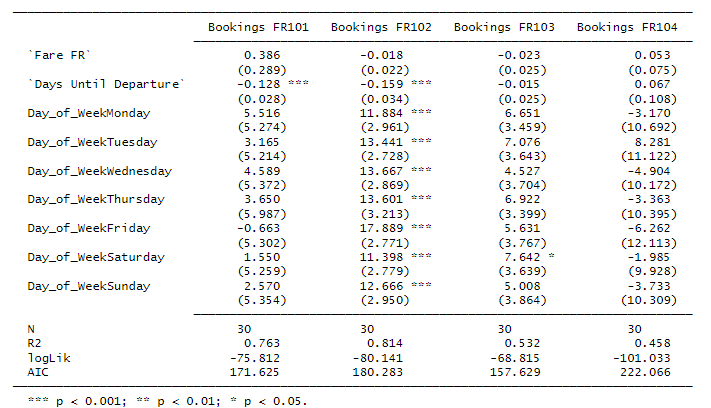 Bookings FR101 Bookings FR102 Bookings FR103 Bookings FR104
`Fare FR` 0.386 -0.018 -0.023 0.053
(0.289) (0.022) (0.025) (0.075)
`Days Until Departure` -0.128 *** -0.159 *** -0.015 0.067
(0.028) (0.034) (0.025) (0.108)
Day_of_WeekMonday 5.516 11.884 *** 6.651 -3.170
(5.274) (2.961) (3.459) (10.692)
Day_of_WeekTuesday 3.165 13.441 *** 7.076 8.281
(5.214) (2.728) (3.643) (11.122)
Day_of_WeekWednesday 4.589 13.667 *** 4.527 -4.904
(5.372) (2.869) (3.704) (10.172)
Day_of_WeekThursday 3.650 13.601 *** 6.922 -3.363
(5.987) (3.213) (3.399) (10.395)
Day_of_WeekFriday -0.663 17.889 *** 5.631 -6.262
(5.302) (2.771) (3.767) (12.113)
Day_of_WeekSaturday 1.550 11.398 *** 7.642 * -1.985
(5.259) (2.779) (3.639) (9.928)
Day_of_WeekSunday 2.570 12.666 *** 5.008 -3.733
(5.354) (2.950) (3.864) (10.309)
N 30 30 30 30
R2 0.763 0.814 0.532 0.458
logLik -75.812 -80.141 -68.815 -101.033
AIC 171.625 180.283 157.629 222.066
*** p < 0.001; ** p < 0.01; * p < 0.05.